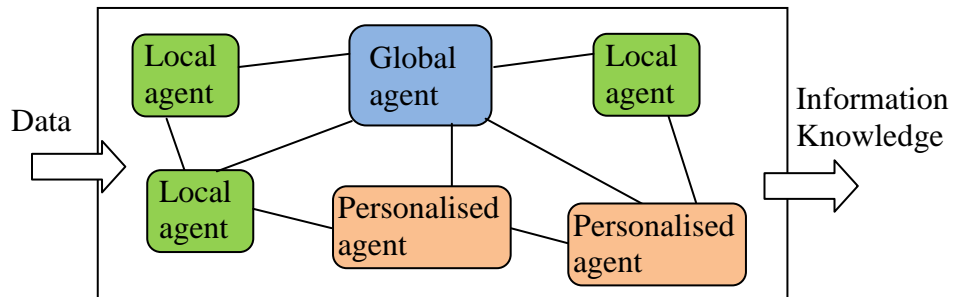 Data
Local
agent
Global
agent
Local
agent
Local
agent
Personalised
agent
Personalised
agent
Information
Knowledge